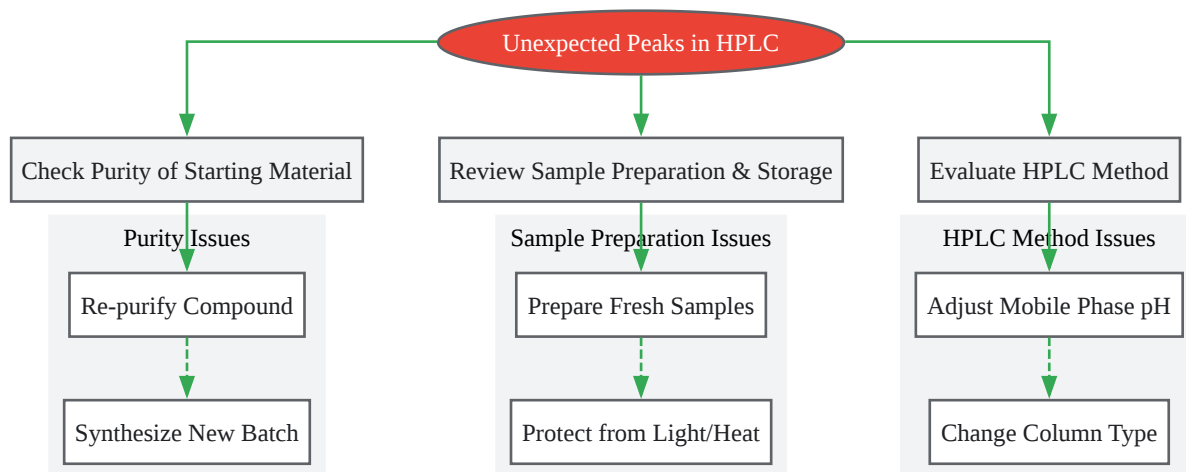 Unexpected Peaks in HPLC
Check Purity of Starting Material
Review Sample Preparation & Storage
Evaluate HPLC Method
Purity Issues
Sample Preparation Issues
HPLC Method Issues
Re-purify Compound
Prepare Fresh Samples
Adjust Mobile Phase pH
Synthesize New Batch
Protect from Light/Heat
Change Column Type